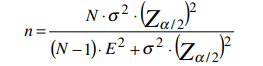 n = N · σ² · (Z_{α/2})² / ((N − 1) · E² + σ² · (Z_{α/2})²)